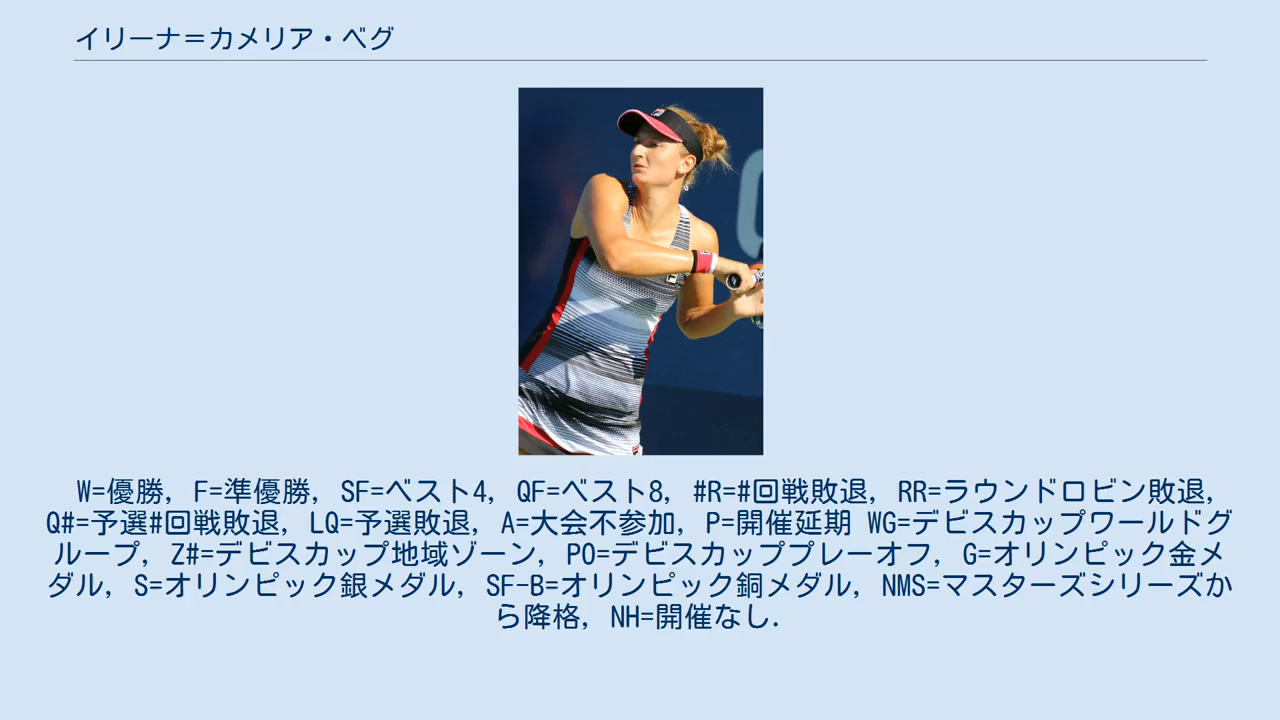 イリーナ＝カメリア・ベグ
W=優勝, F=準優勝, SF=ベスト4, QF=ベスト8, #R=#回戦敗退, RR=ラウンドロビン敗退,
Q#=予選#回戦敗退, LQ=予選敗退, A=大会不参加, P=開催延期 WG=デビスカップワールドグ
ループ, Z#=デビスカップ地域ゾーン, PO=デビスカッププレーオフ, G=オリンピック金メ
ダル, S=オリンピック銀メダル, SF-B=オリンピック銅メダル, NMS=マスターズシリーズか
ら降格, NH=開催なし.